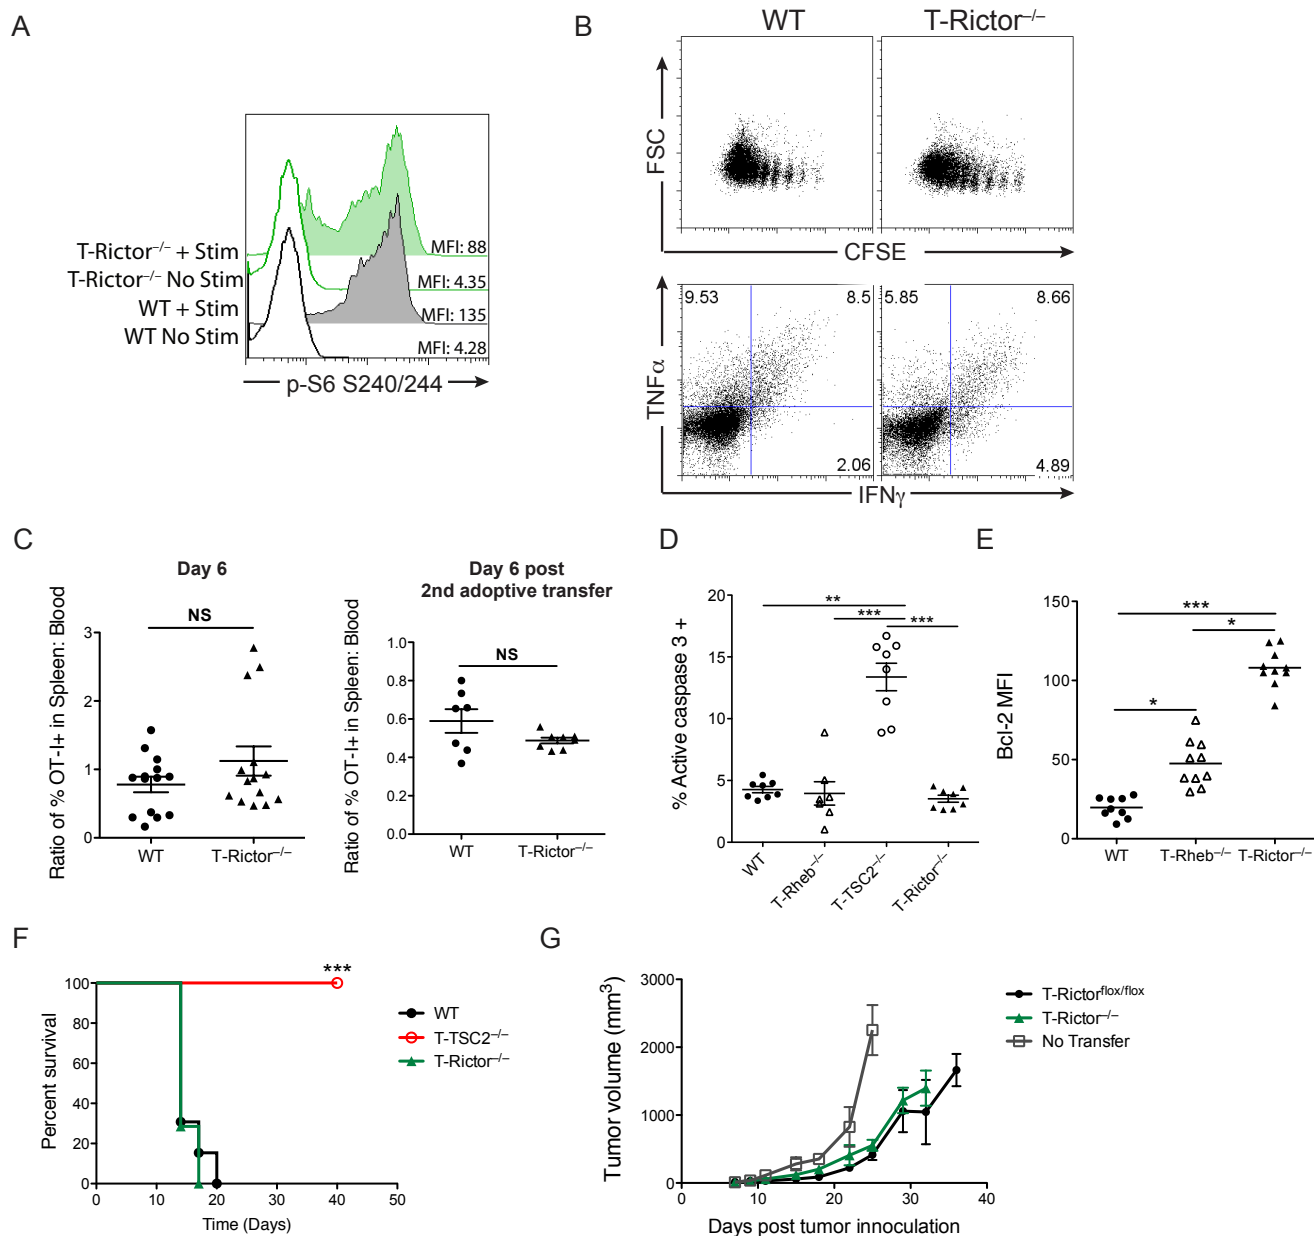 A
T-Rictor–/– + Stim
T-Rictor–/– No Stim
WT + Stim
WT No Stim
MFI: 88
MFI: 4.35
MFI: 135
MFI: 4.28
p-S6 S240/244
B
WT
T-Rictor–/–
FSC
CFSE
9.53
8.5
2.06
5.85
8.66
4.89
TNFα
IFNγ
C
Day 6
NS
Ratio of % OT-I+ in Spleen: Blood
3
2
1
0
WT
T-Rictor–/–
Day 6 post
2nd adoptive transfer
NS
Ratio of % OT-I+ in Spleen: Blood
1.0
0.8
0.6
0.4
0.2
0.0
WT
T-Rictor–/–
D
% Active caspase 3 +
20
15
10
5
0
**
***
***
WT
T-Rheb–/–
T-TSC2–/–
T-Rictor–/–
E
Bcl-2 MFI
150
100
50
0
***
*
*
WT
T-Rheb–/–
T-Rictor–/–
F
Percent survival
100
80
60
40
20
0
***
0
10
20
30
40
50
Time (Days)
WT
T-TSC2–/–
T-Rictor–/–
G
Tumor volume (mm3)
3000
2000
1000
0
0
10
20
30
40
Days post tumor innoculation
T-Rictorflox/flox
T-Rictor–/–
No Transfer